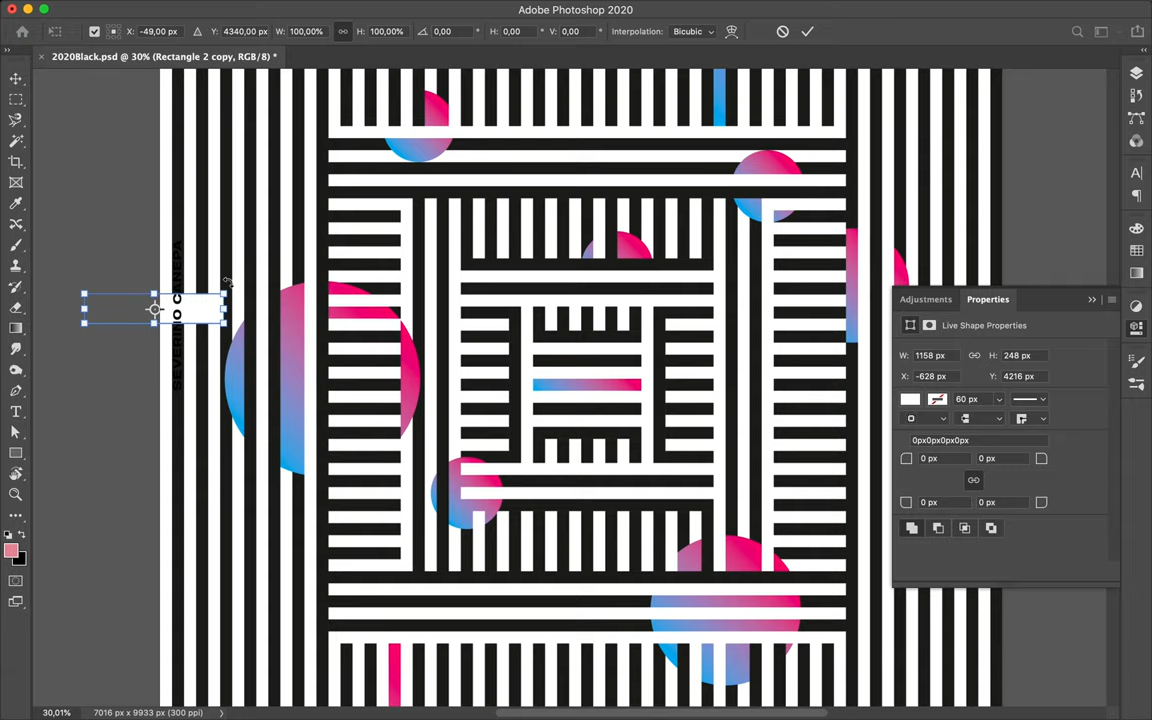 Adobe Photoshop 2020
X: -49,00 px Y: 4340,00 px W: 100,00% H: 100,00% 0,00 H: 0,00 V: 0,00 Interpolation: Bicubic
2020Black.psd @ 30% (Rectangle 2 copy, RGB/8) *
SEVERINO CANEPA
Adjustments Properties
Live Shape Properties
W: 1158 px H: 248 px
X: -628 px Y: 4216 px
60 px
0px0px0px0px
0 px 0 px
0 px 0 px
30,01% 7016 px x 9933 px (300 ppi)